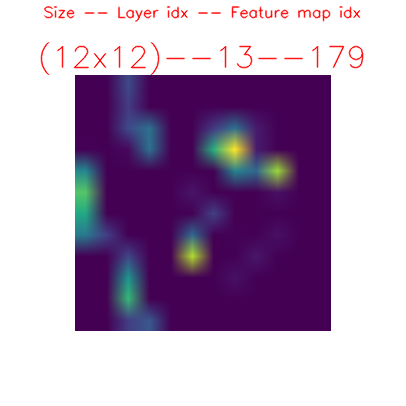 Size -- Layer idx -- Feature map idx
(12x12)--13--179